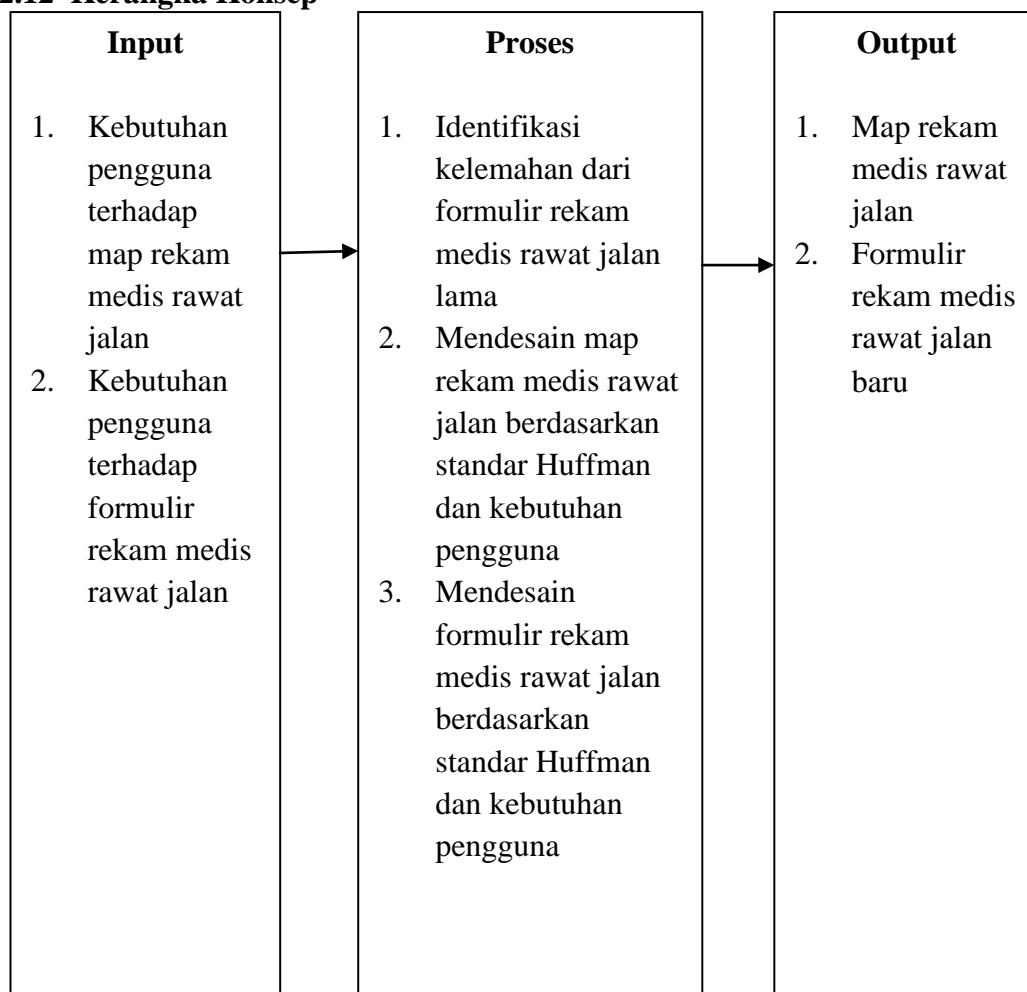 2.12 Kerangka Konsep
Input
1. Kebutuhan
pengguna
terhadap
map rekam
medis rawat
jalan
2. Kebutuhan
pengguna
terhadap
formulir
rekam medis
rawat jalan
Proses
1. Identifikasi
kelemahan dari
formulir rekam
medis rawat jalan
lama
2. Mendesain map
rekam medis rawat
jalan berdasarkan
standar Huffman
dan kebutuhan
pengguna
3. Mendesain
formulir rekam
medis rawat jalan
berdasarkan
standar Huffman
dan kebutuhan
pengguna
Output
1. Map rekam
medis rawat
jalan
2. Formulir
rekam medis
rawat jalan
baru